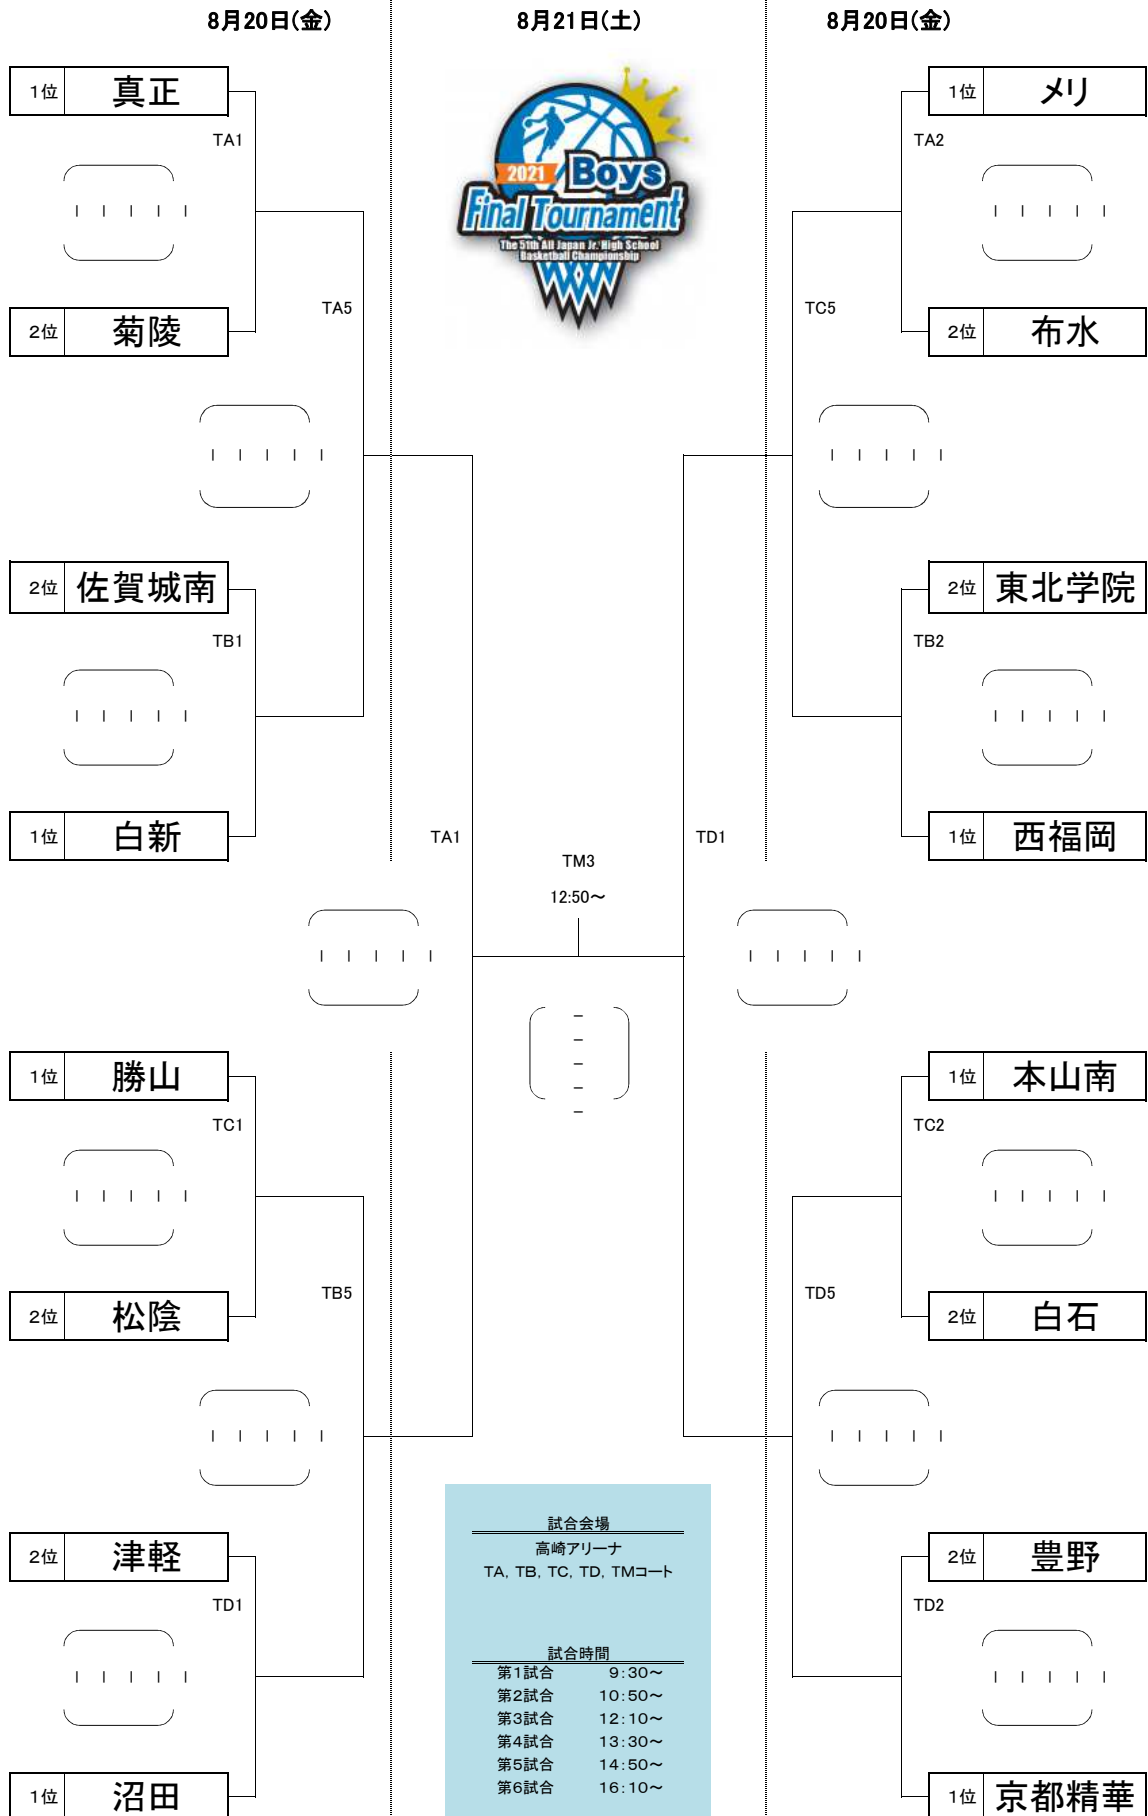 8月20日(金)
8月21日(土)
8月20日(金)
1位 真正
1位 メリ
TA1
TA2
2021 Boys
Final Tournament
The 51th All Japan Jr. High School
Basketball Championship
TA5
TC5
2位 菊陵
2位 布水
2位 佐賀城南
2位 東北学院
TB1
TB2
1位 白新
1位 西福岡
TA1
TD1
TM3
12:50～
1位 勝山
1位 本山南
TC1
TC2
TB5
TD5
2位 松陰
2位 白石
試合会場
高崎アリーナ
TA, TB, TC, TD, TMコート
2位 津軽
2位 豊野
TD1
TD2
試合時間
第1試合 9:30～
第2試合 10:50～
第3試合 12:10～
第4試合 13:30～
第5試合 14:50～
第6試合 16:10～
1位 沼田
1位 京都精華